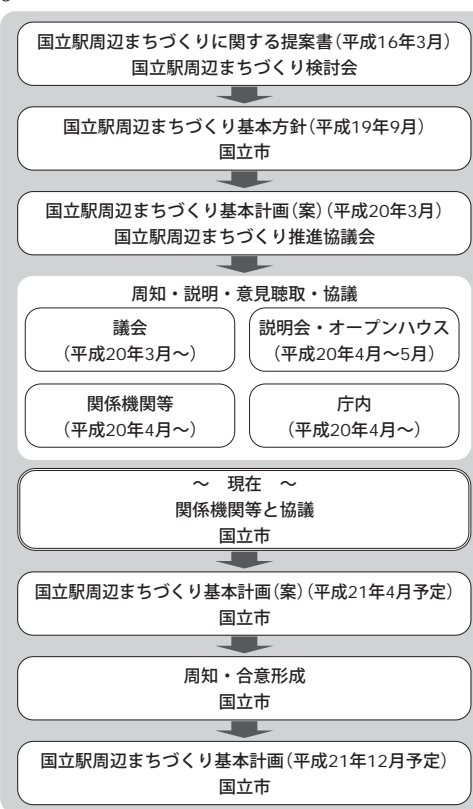 国立駅周辺まちづくりに関する提案書(平成16年3月)
国立駅周辺まちづくり検討会
国立駅周辺まちづくり基本方針(平成19年9月)
国立市
国立駅周辺まちづくり基本計画(案)(平成20年3月)
国立駅周辺まちづくり推進協議会
周知・説明・意見聴取・協議
議会
(平成20年3月~)
説明会・オープンハウス
(平成20年4月~5月)
関係機関等
(平成20年4月~)
庁内
(平成20年4月~)
~ 現在 ~
関係機関等と協議
国立市
国立駅周辺まちづくり基本計画(案)(平成21年4月予定)
国立市
周知・合意形成
国立市
国立駅周辺まちづくり基本計画(平成21年12月予定)
国立市